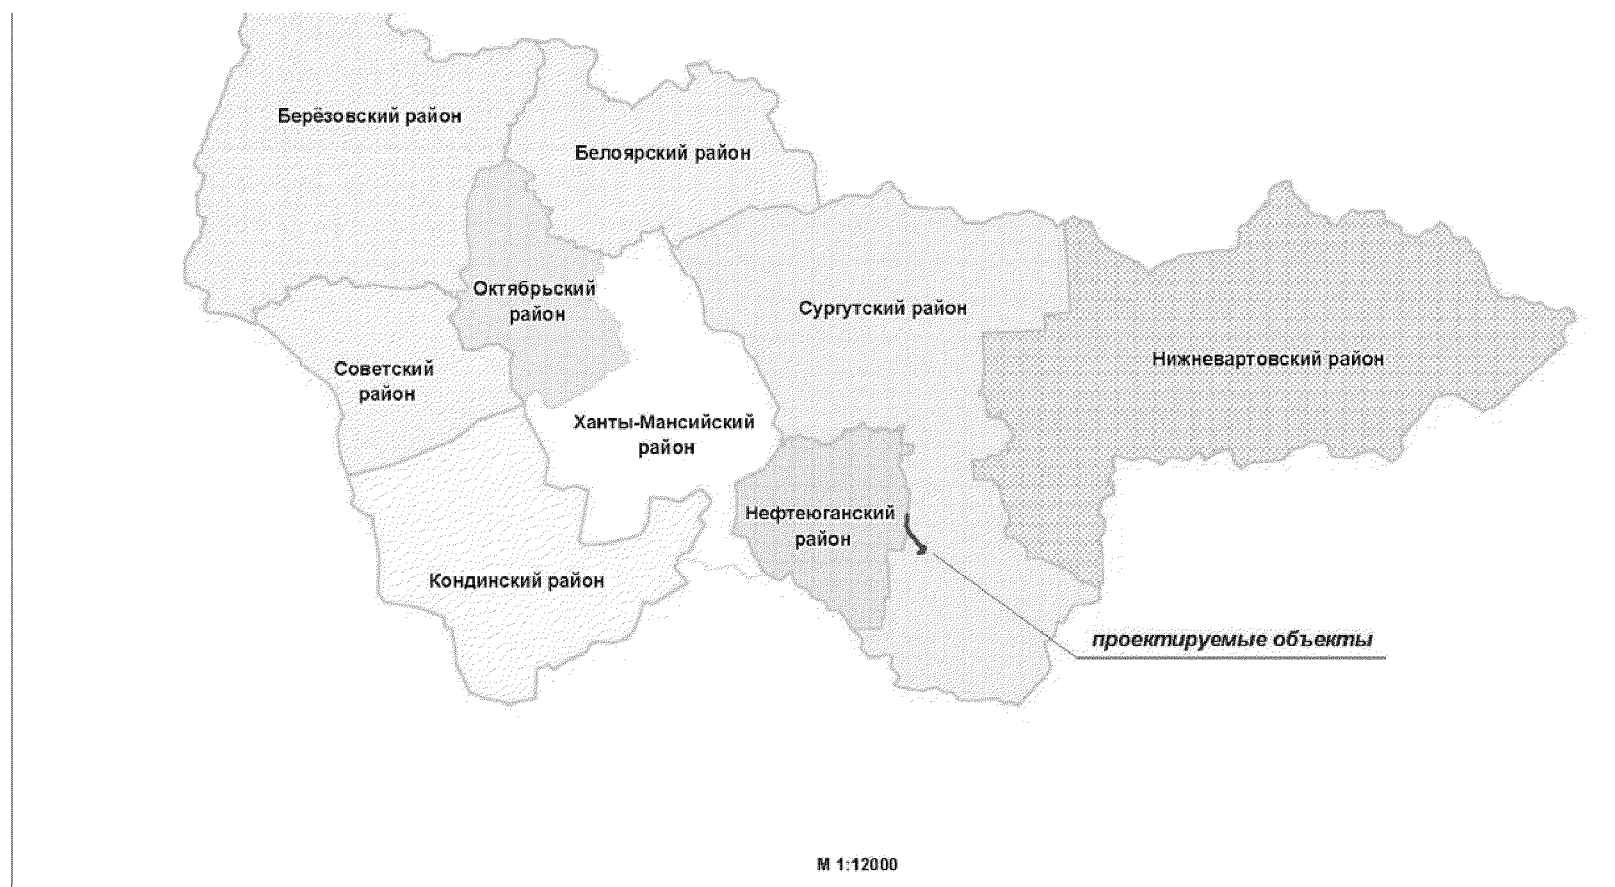 Берёзовский район
Белоярский район
Октябрьский
район
Сургутский район
Нижневартовский район
Советский
район
Ханты-Мансийский
район
Нефтеюганский
район
Кондинский район
проектируемые объекты
М 1:12000